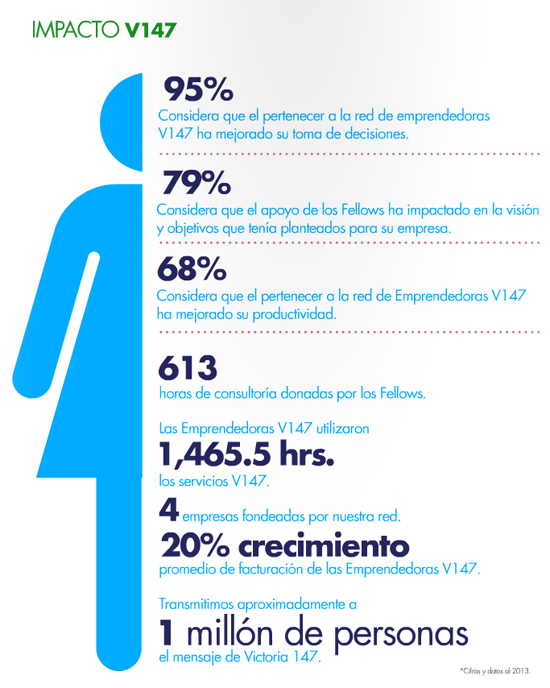 IMPACTO V147
95%
Considera que el pertenecer a la red de emprendedoras
V147 ha mejorado su toma de decisiones.
79%
Considera que el apoyo de los Fellows ha impactado en la visión
y objetivos que tenía planteados para su empresa.
68%
Considera que el pertenecer a la red de Emprendedoras V147
ha mejorado su productividad.
613
horas de consultoría donadas por los Fellows.
Las Emprendedoras V147 utilizaron
1,465.5 hrs.
los servicios V147.
4 empresas fondeadas por nuestra red.
20% crecimiento
promedio de facturación de las Emprendedoras V147.
Transmitimos aproximadamente a
1 millón de personas
el mensaje de Victoria 147.
*Cifras y datos al 2013.